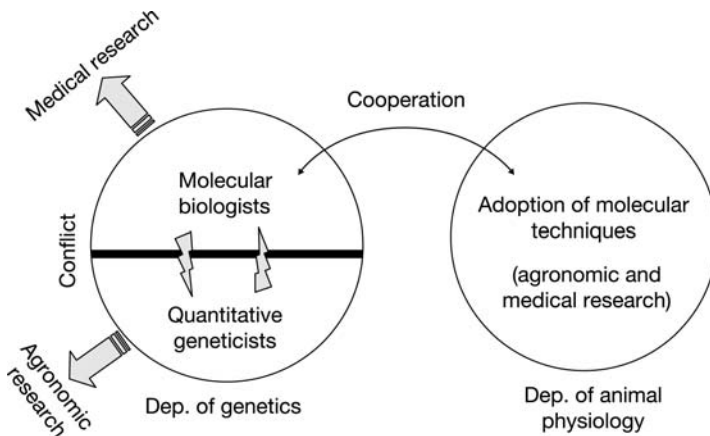 Medical research
Cooperation
Molecular
biologists
Adoption of molecular
techniques
(agronomic and
medical research)
Conflict
Quantitative
geneticists
Agronomic
research
Dep. of genetics
Dep. of animal
physiology